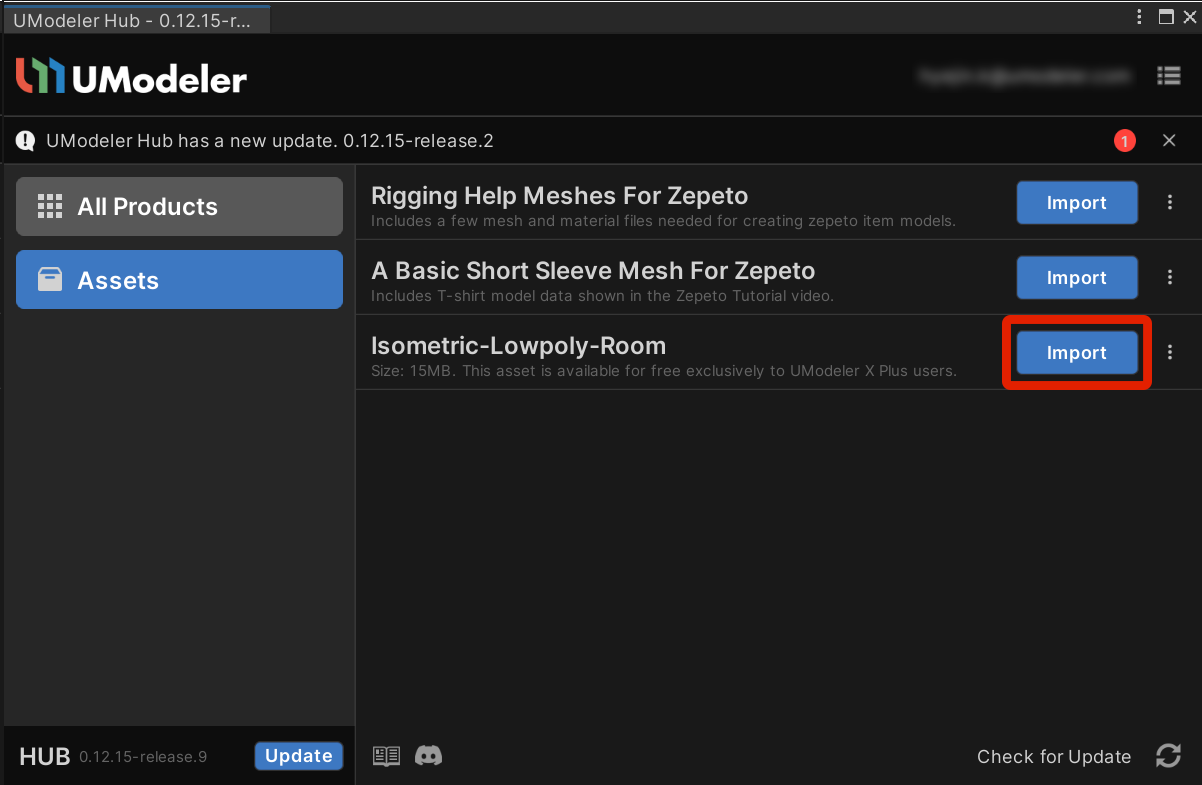 UModeler Hub - 0.12.15-r...
UModeler
UModeler Hub has a new update. 0.12.15-release.2
1
All Products
Assets
Rigging Help Meshes For Zepeto
Includes a few mesh and material files needed for creating zepeto item models.
Import
A Basic Short Sleeve Mesh For Zepeto
Includes T-shirt model data shown in the Zepeto Tutorial video.
Import
Isometric-Lowpoly-Room
Size: 15MB. This asset is available for free exclusively to UModeler X Plus users.
Import
HUB 0.12.15-release.9
Update
Check for Update